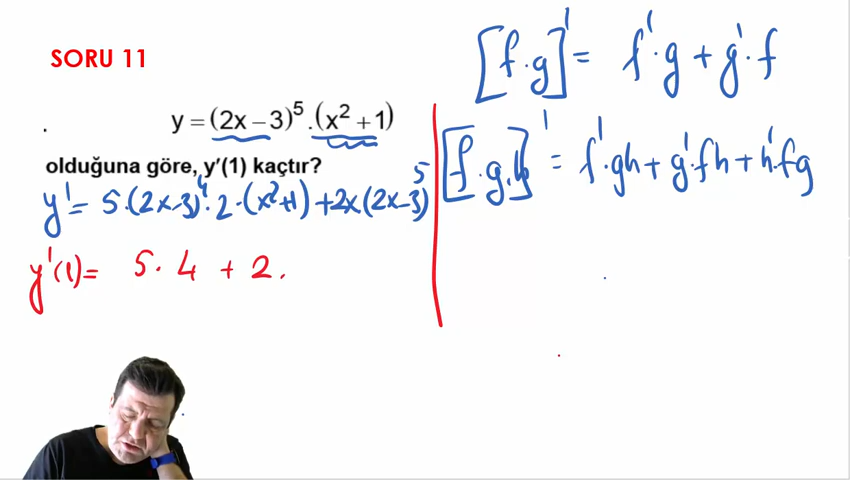 SORU 11
y = (2x – 3)⁵ . (x² + 1)
olduğuna göre, y'(1) kaçtır?
y' = 5·(2x-3)⁴·2·(x²+1)+2x(2x-3)⁵
y'(1) = 5·4 + 2·
[f·g]' = f'·g + g'·f
[f·g·h]' = f'·gh + g'fh + h'fg